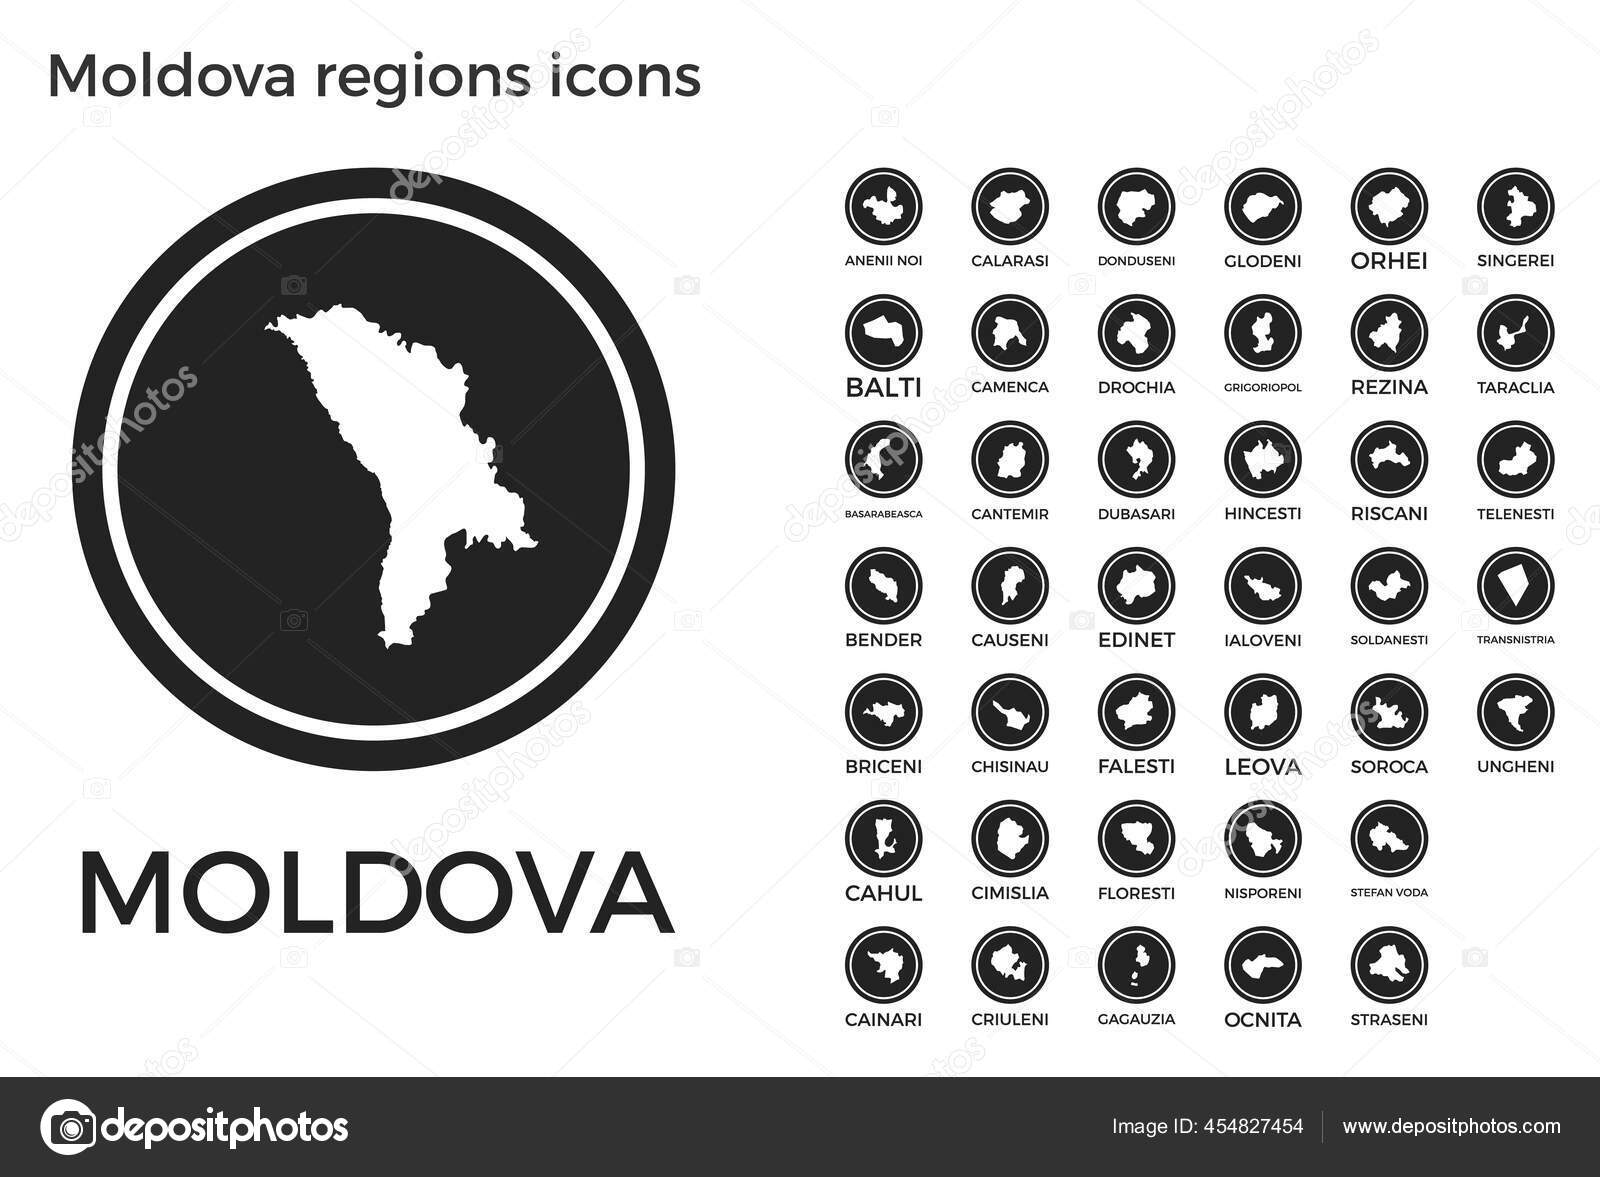 Moldova regions icons
MOLDOVA
ANENII NOI CALARASI DONDUSENI GLODENI ORHEI SINGEREI
BALTI CAMENCA DROCHIA GRIGORIOPOL REZINA TARACLIA
BASARABEASCA CANTEMIR DUBASARI HINCESTI RISCANI TELENESTI
BENDER CAUSENI EDINET IALOVENI SOLDANESTI TRANSNISTRIA
BRICENI CHISINAU FALESTI LEOVA SOROCA UNGHENI
CAHUL CIMISLIA FLORESTI NISPORENI STEFAN VODA
CAINARI CRIULENI GAGAUZIA OCNITA STRASENI
depositphotos Image ID: 454827454 www.depositphotos.com